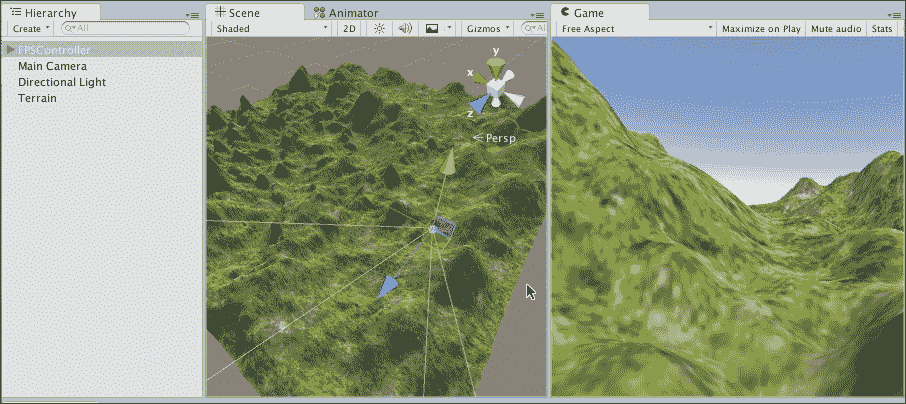 Hierarchy
Create All
FPSController
Main Camera
Directional Light
Terrain
Scene Animator
Shaded 2D Gizmos All
y
x
z
Persp
Game
Free Aspect Maximize on Play Mute audio Stats